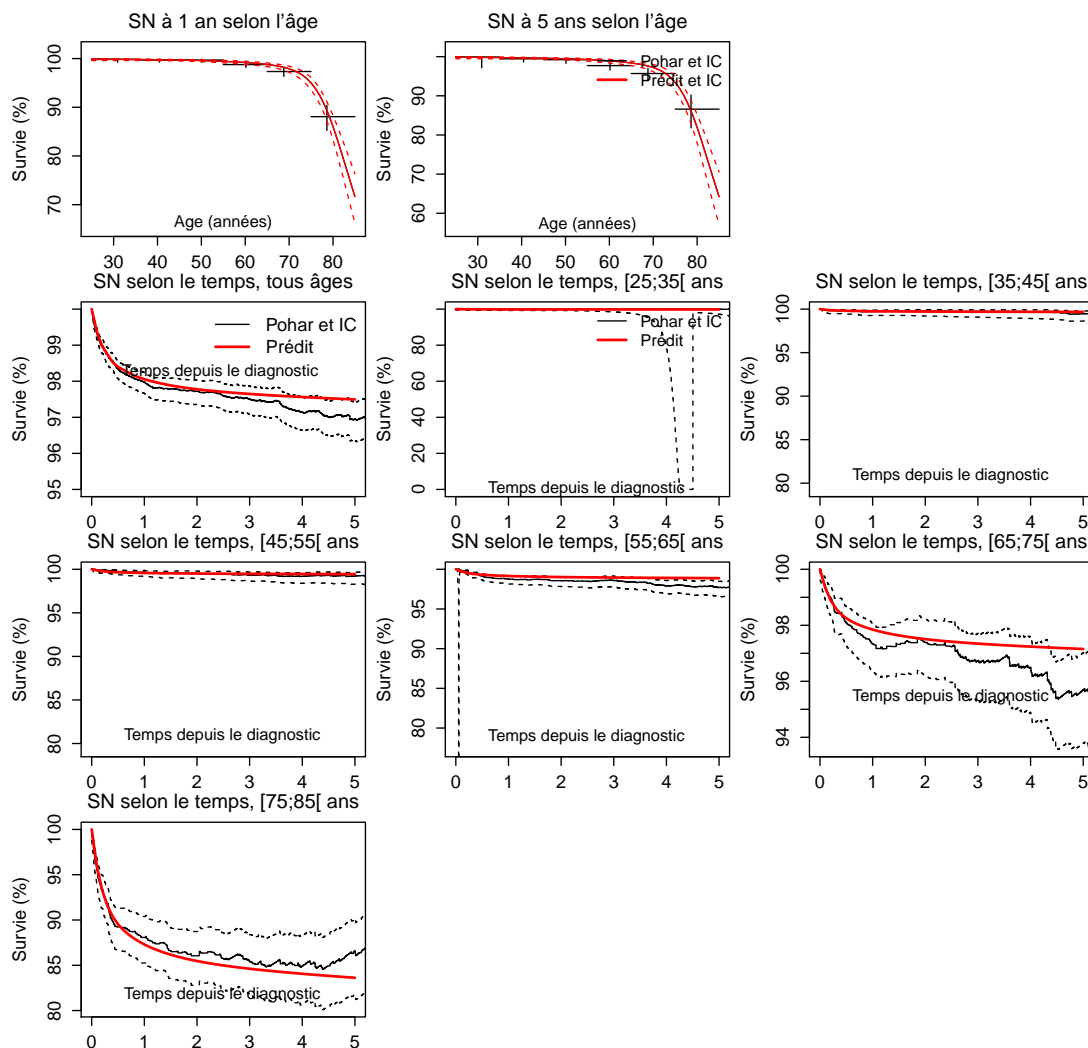 SN à 1 an selon l'âge
Survie (%)
100
90
80
70
Age (années)
30 40 50 60 70 80
SN à 5 ans selon l'âge
Survie (%)
100
90
80
70
60
Pohar et IC
Prédit et IC
Age (années)
30 40 50 60 70 80
SN selon le temps, tous âges
Survie (%)
99
98
97
96
95
Pohar et IC
Prédit
Temps depuis le diagnostic
0 1 2 3 4 5
SN selon le temps, [25;35[ ans
Survie (%)
80
60
40
20
0
Pohar et IC
Prédit
Temps depuis le diagnostic
0 1 2 3 4 5
SN selon le temps, [35;45[ ans
Survie (%)
100
95
90
85
80
Temps depuis le diagnostic
0 1 2 3 4 5
SN selon le temps, [45;55[ ans
Survie (%)
100
95
90
85
80
Temps depuis le diagnostic
0 1 2 3 4 5
SN selon le temps, [55;65[ ans
Survie (%)
95
90
85
80
Temps depuis le diagnostic
0 1 2 3 4 5
SN selon le temps, [65;75[ ans
Survie (%)
100
98
96
94
Temps depuis le diagnostic
0 1 2 3 4 5
SN selon le temps, [75;85[ ans
Survie (%)
100
95
90
85
80
Temps depuis le diagnostic
0 1 2 3 4 5